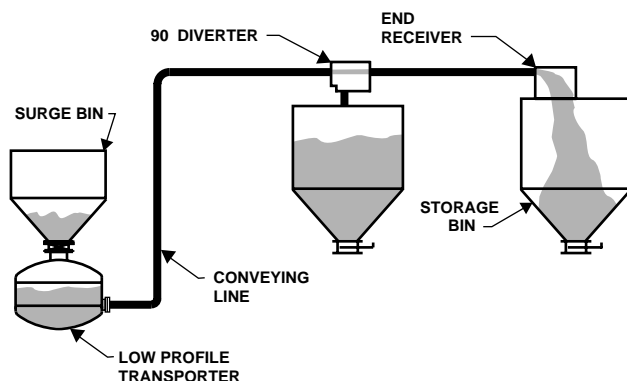 END
RECEIVER
90 DIVERTER
SURGE BIN
STORAGE
BIN
CONVEYING
LINE
LOW PROFILE
TRANSPORTER